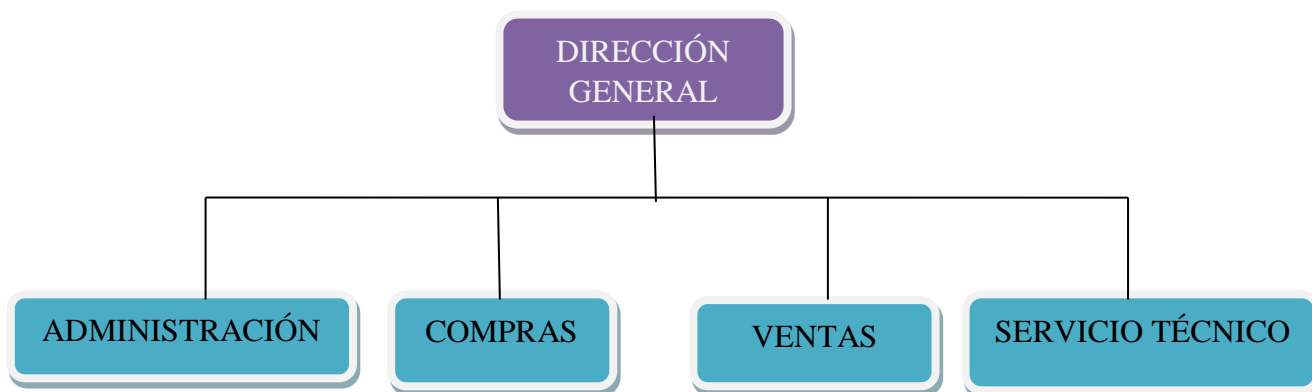 DIRECCIÓN
GENERAL
ADMINISTRACIÓN
COMPRAS
VENTAS
SERVICIO TÉCNICO